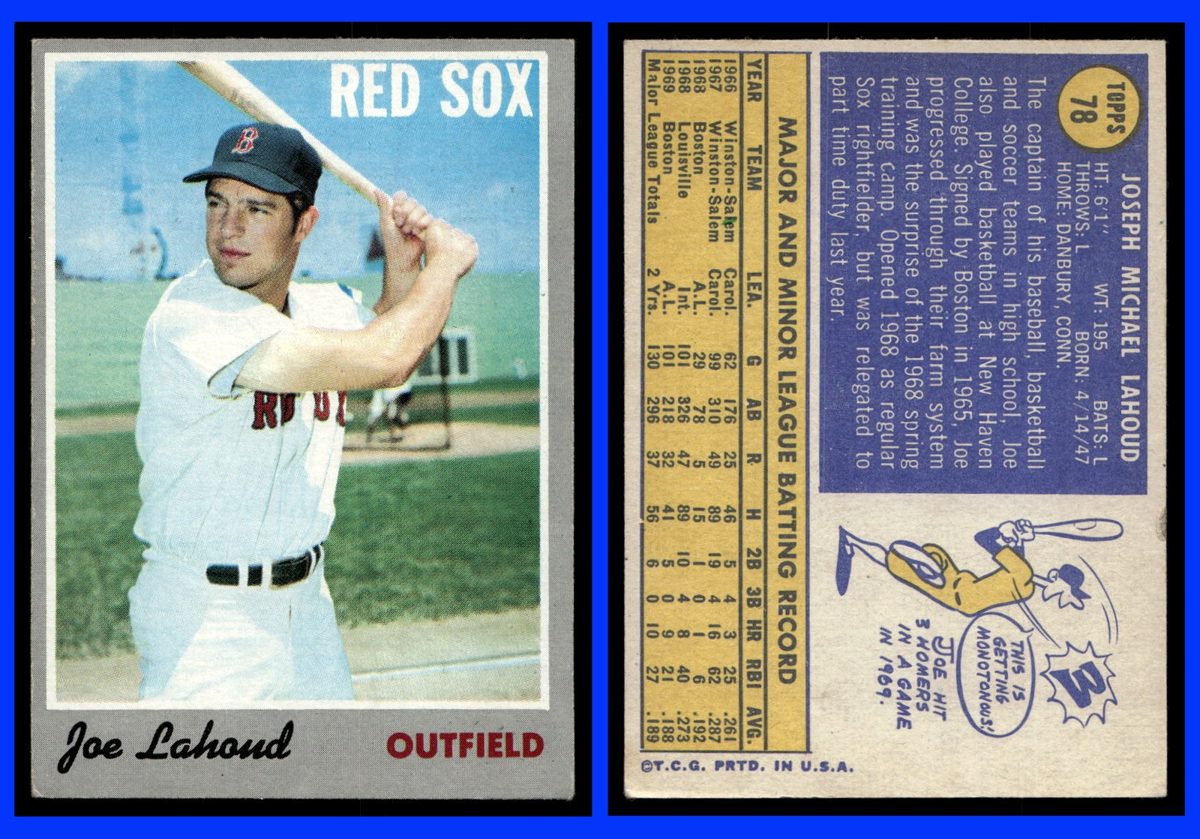 RED SOX
B
RED SOX
Joe Lahoud
OUTFIELD
TOPPS
78
JOSEPH MICHAEL LAHOUD
HT: 6'1" WT: 195 BATS: L
THROWS: L BORN: 4/14/47
HOME: DANBURY, CONN.
The captain of his baseball, basketball
and soccer teams in high school, Joe
also played basketball at New Haven
College. Signed by Boston in 1965, Joe
progressed through their farm system
and was the surprise of the 1968 spring
training camp. Opened 1968 as regular
Sox rightfielder, but was relegated to
part time duty last year.
3
THIS IS
GETTING
MONOTONOUS!
JOE HIT
3 HOMERS
IN A GAME
IN 1969.
MAJOR AND MINOR LEAGUE BATTING RECORD
YEAR TEAM LEA. G AB R H 2B 3B HR RBI AVG.
1966 Winston-Salem Carol. 62 176 25 46 5 4 3 25 .261
1967 Winston-Salem Carol. 99 310 49 89 19 4 16 62 .287
1968 Boston A.L. 29 78 5 15 1 0 1 6 .192
1968 Louisville Int. 101 326 47 89 10 4 8 40 .273
1969 Boston A.L. 101 218 32 41 5 0 9 21 .188
Major League Totals 2 Yrs. 130 296 37 56 6 0 10 27 .189
©T.C.G. PRTD. IN U.S.A.